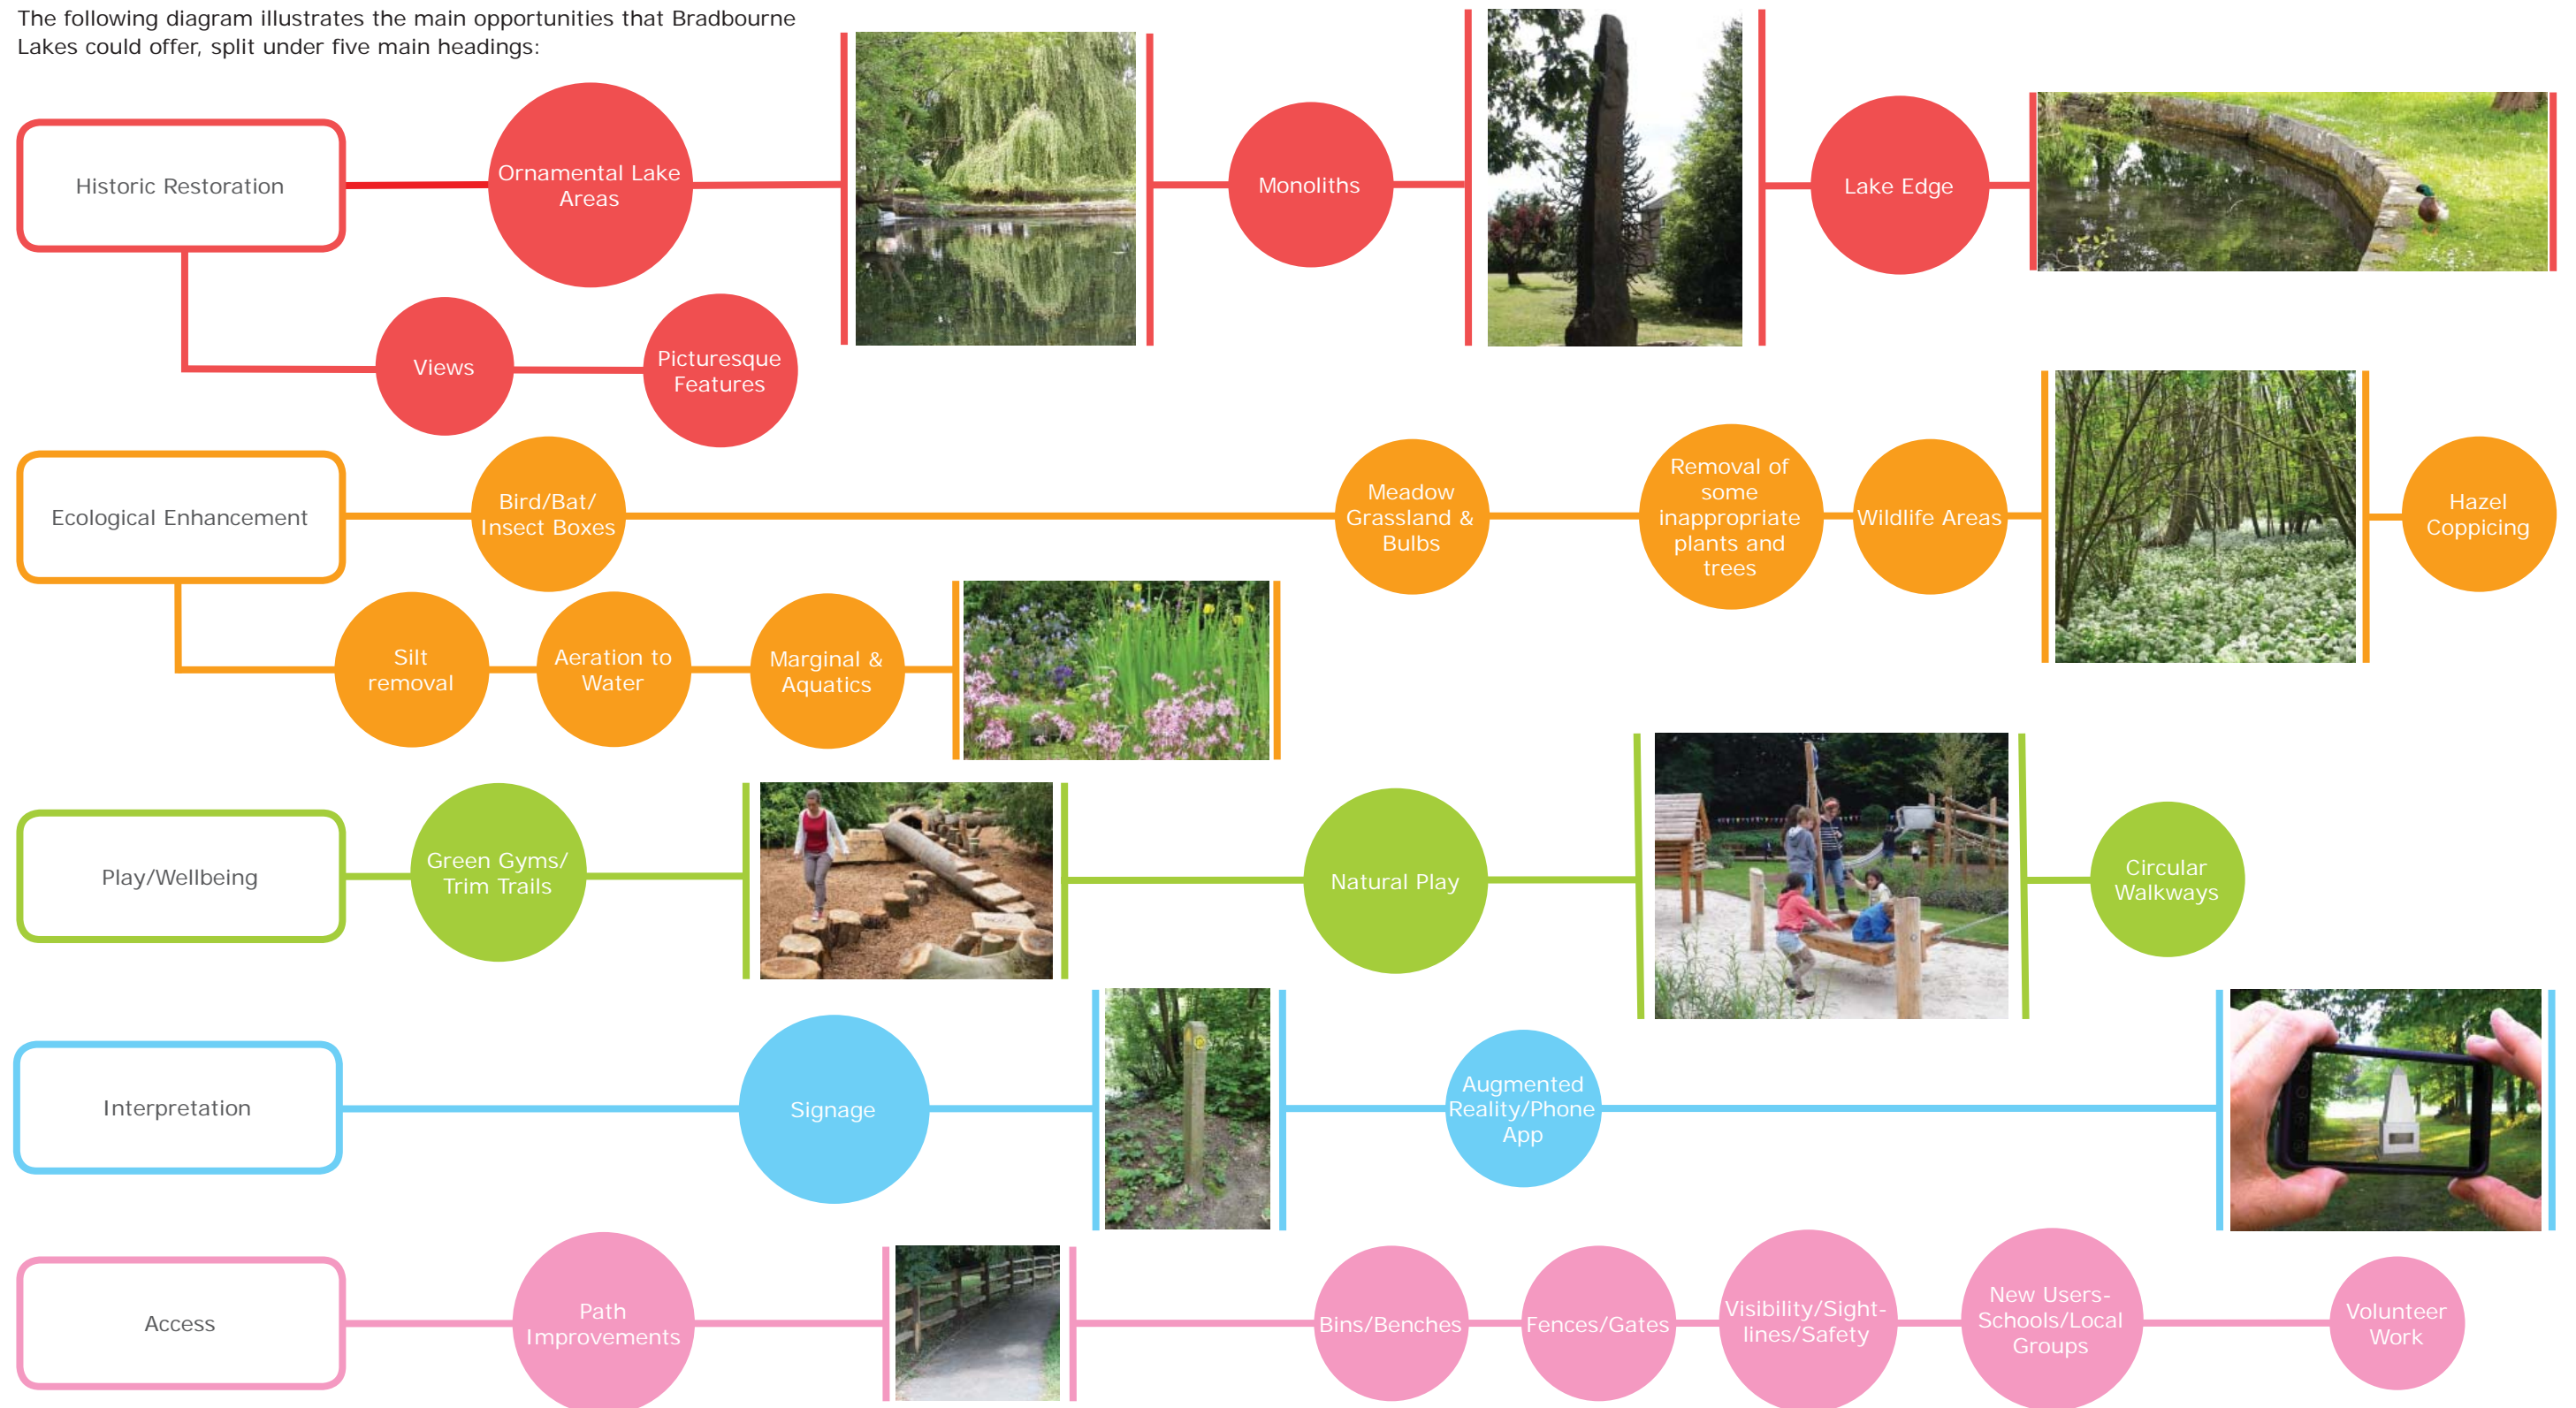 The following diagram illustrates the main opportunities that Bradbourne
Lakes could offer, split under five main headings:
Historic Restoration
Ornamental Lake
Areas
Monoliths
Lake Edge
Views
Picturesque
Features
Ecological Enhancement
Bird/Bat/
Insect Boxes
Meadow
Grassland &
Bulbs
Removal of
some
inappropriate
plants and
trees
Wildlife Areas
Hazel
Coppicing
Silt
removal
Aeration to
Water
Marginal &
Aquatics
Play/Wellbeing
Green Gyms/
Trim Trails
Natural Play
Circular
Walkways
Interpretation
Signage
Augmented
Reality/Phone
App
Access
Path
Improvements
Bins/Benches
Fences/Gates
Visibility/Sight-
lines/Safety
New Users-
Schools/Local
Groups
Volunteer
Work